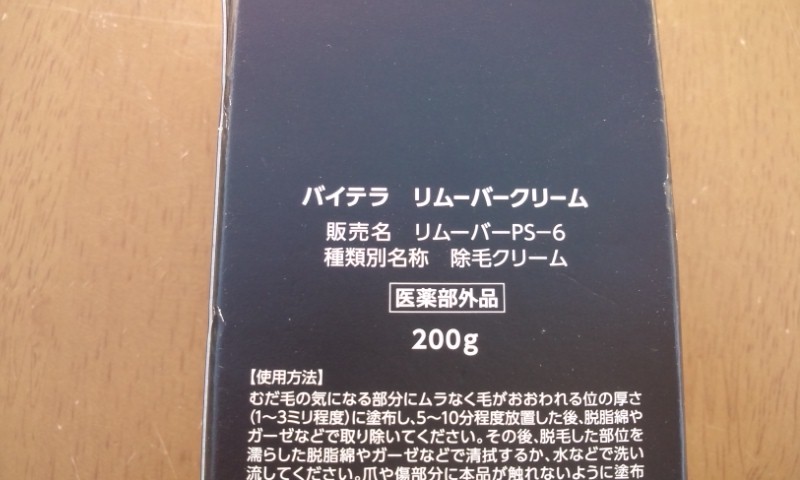 バイテラ　リムーバークリーム
販売名　リムーバーPS−6
種類別名称　除毛クリーム
医薬部外品
200g
【使用方法】
むだ毛の気になる部分にムラなく毛がおおわれる位の厚さ
(1〜3ミリ程度)に塗布し、5〜10分程度放置した後、脱脂綿や
ガーゼなどで取り除いてください。その後、脱毛した部位を
濡らした脱脂綿やガーゼなどで清拭するか、水などで洗い
流してください。爪や傷部分に本品が触れないように塗布